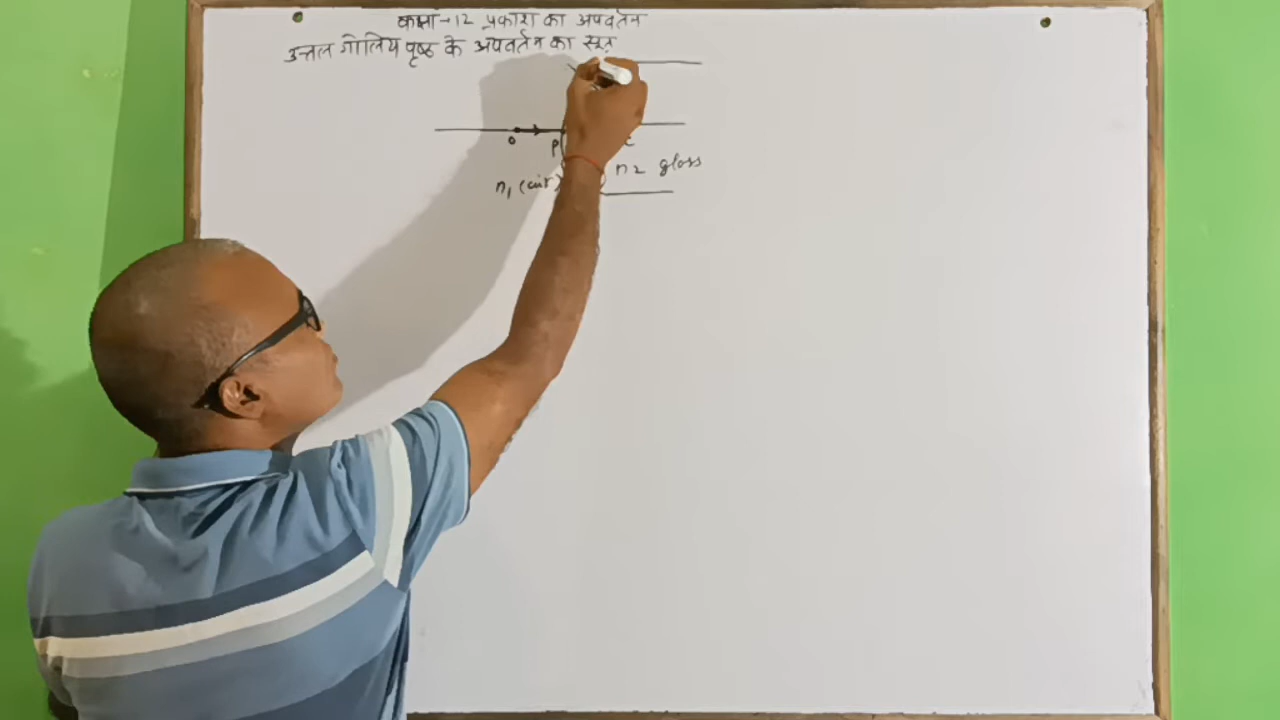 कक्षा-12 प्रकाश का अपवर्तन
उत्तल गोलिय पृष्ठ के अपवर्तन का सूत्र
O P C
n1 (air) n2 glass